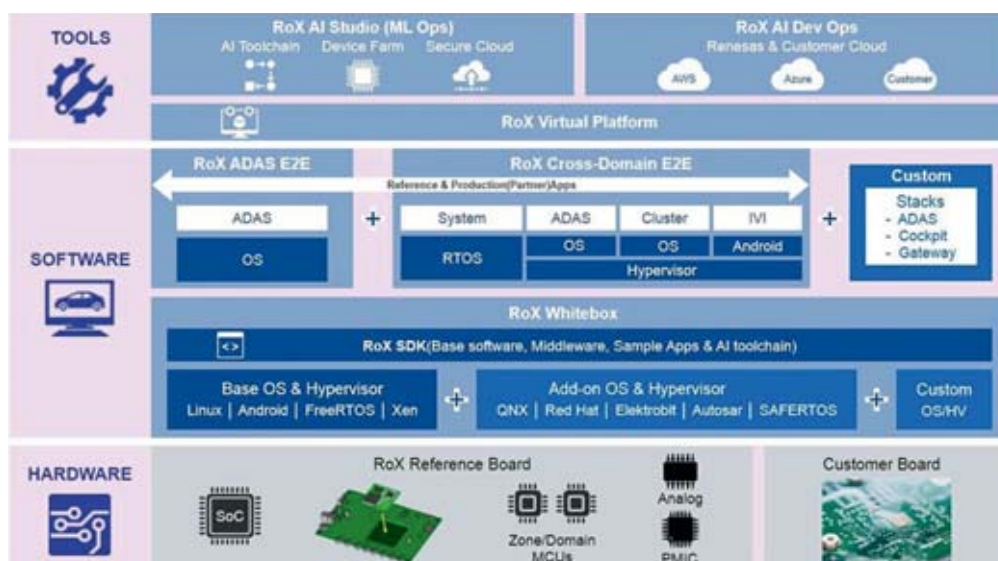 TOOLS
RoX AI Studio (ML Ops)
AI Toolchain Device Farm Secure Cloud
RoX AI Dev Ops
Renesas & Customer Cloud
AWS Azure Customer
RoX Virtual Platform
SOFTWARE
RoX ADAS E2E
RoX Cross-Domain E2E
Reference & Production(Partner)Apps
ADAS
OS
+
System ADAS Cluster IVI
RTOS OS OS Android
Hypervisor
+
Custom
Stacks
- ADAS
- Cockpit
- Gateway
RoX Whitebox
<> RoX SDK(Base software, Middleware, Sample Apps & AI toolchain)
Base OS & Hypervisor
Linux | Android | FreeRTOS | Xen
+
Add-on OS & Hypervisor
QNX | Red Hat | Elektrobit | Autosar | SAFERTOS
+
Custom
OS/HV
HARDWARE
RoX Reference Board
SoC
Zone/Domain
MCUs
Analog
PMIC
Customer Board